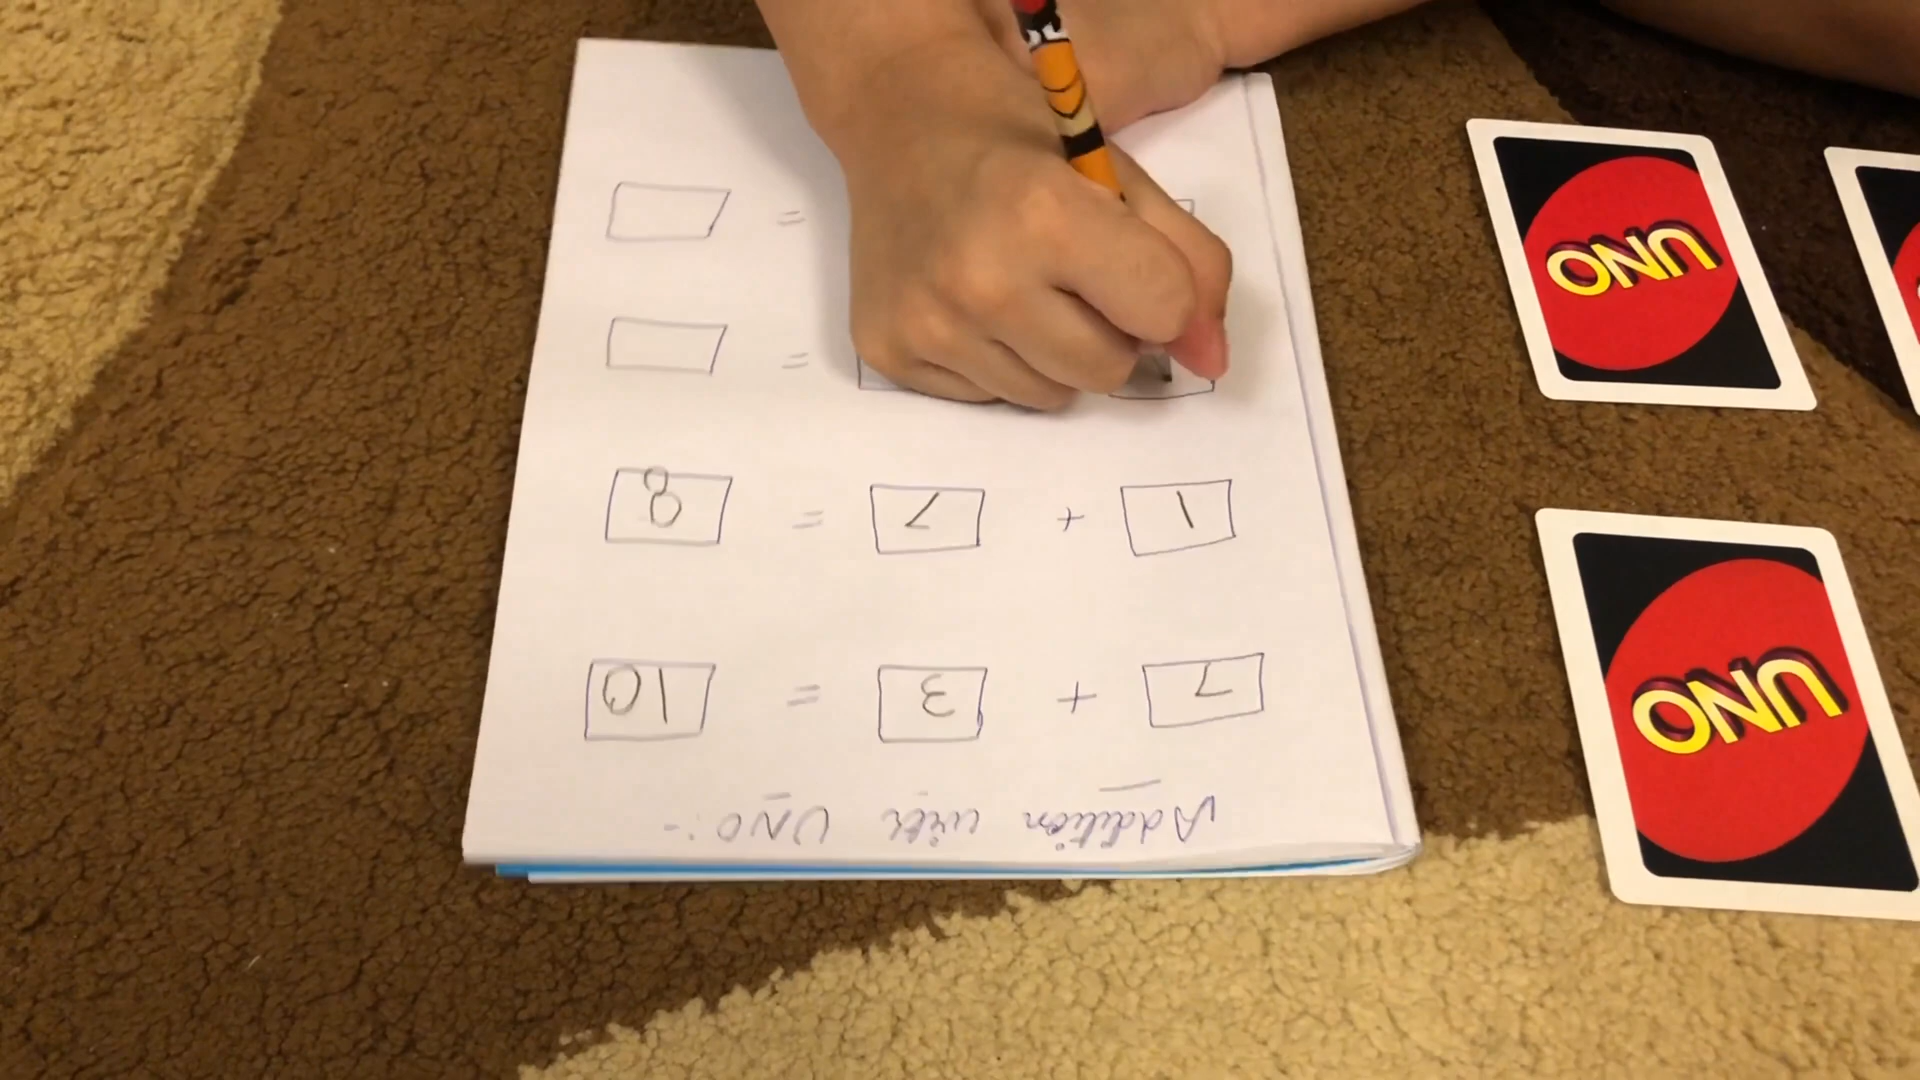 Addition with UNO:-
7 + 3 = 10
1 + 7 = 8
=
=
UNO
UNO